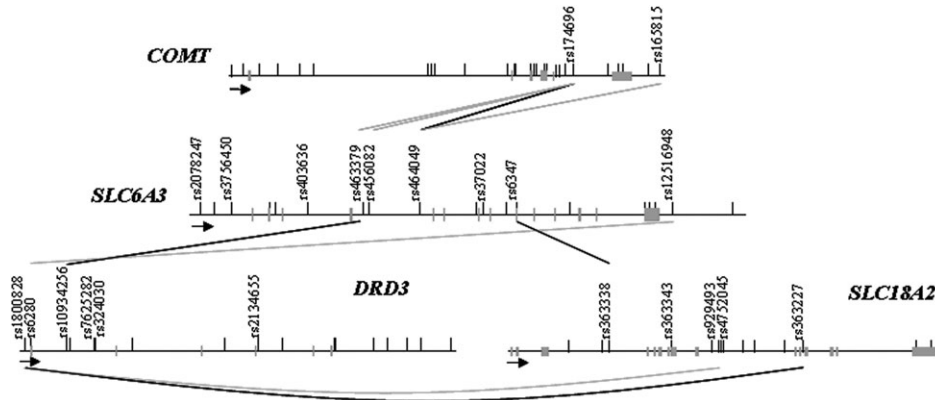 COMT
rs174696
rs165815
SLC6A3
rs2078247
rs3756450
rs403636
rs463379
rs456082
rs464049
rs37022
rs6347
rs12516948
DRD3
rs1800828
rs6280
rs10934256
rs7625282
rs324030
rs2134655
SLC18A2
rs363338
rs363343
rs929493
rs4752045
rs363227